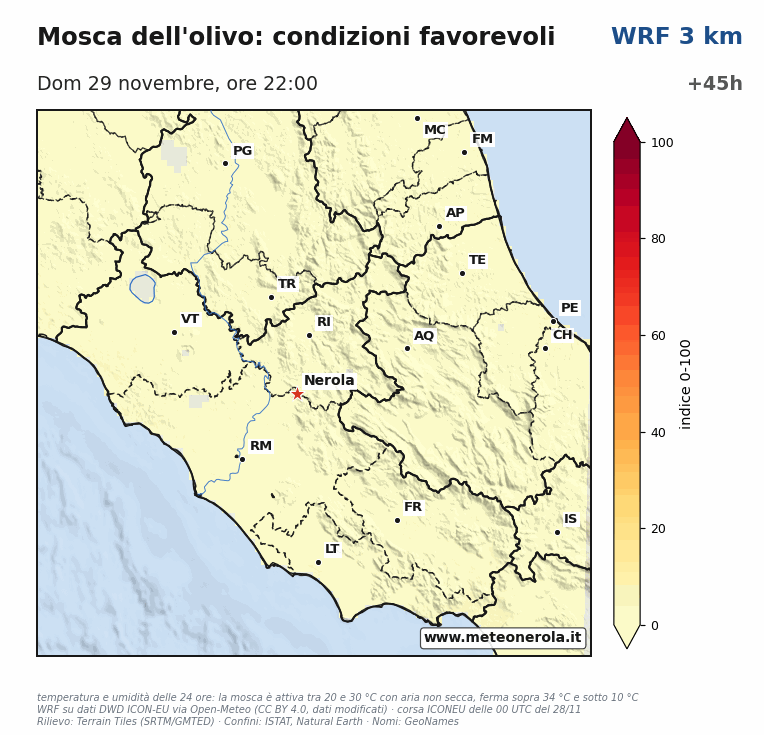 Mosca dell'olivo: condizioni favorevoli
WRF 3 km
Dom 29 novembre, ore 22:00
+45h
MC
FM
PG
AP
TE
TR
PE
VT
RI
AQ
CH
Nerola
RM
FR
IS
LT
www.meteonerola.it
100
80
60
40
20
0
indice 0-100
temperatura e umidità delle 24 ore: la mosca è attiva tra 20 e 30 °C con aria non secca, ferma sopra 34 °C e sotto 10 °C
WRF su dati DWD ICON-EU via Open-Meteo (CC BY 4.0, dati modificati) · corsa ICONEU delle 00 UTC del 28/11
Rilievo: Terrain Tiles (SRTM/GMTED) · Confini: ISTAT, Natural Earth · Nomi: GeoNames